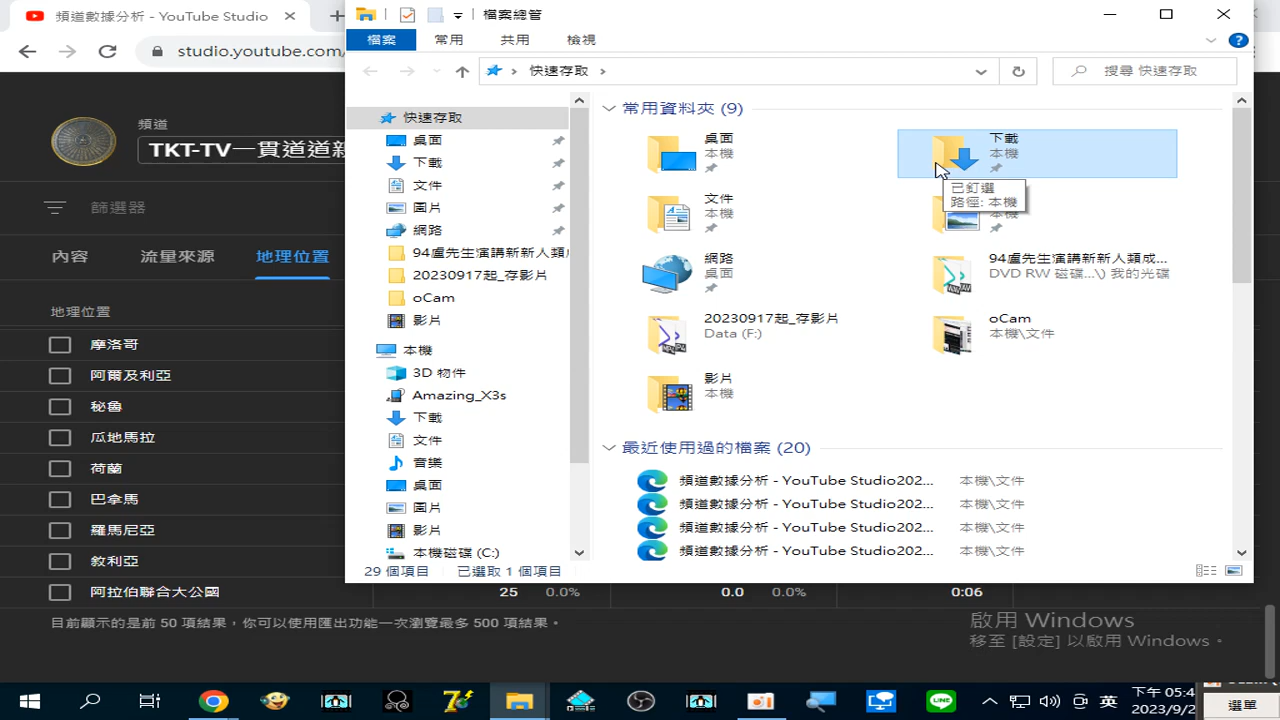 頻道數據分析 - YouTube Studio
檔案總管
studio.youtube.com/
檔案
常用
共用
檢視
快速存取
搜尋 快速存取
頻道
TKT-TV一貫道道新
篩選器
內容
流量來源
地理位置
地理位置
摩洛哥
阿爾及利亞
秘魯
瓜地馬拉
荷蘭
巴拿馬
羅馬尼亞
敘利亞
阿拉伯聯合大公國
25 0.0% 0.0 0.0% 0:06
目前顯示的是前 50 項結果，你可以使用匯出功能一次瀏覽最多 500 項結果。
快速存取
桌面
下載
文件
圖片
網路
94盧先生演講新新人類成
20230917起_存影片
oCam
影片
本機
3D 物件
Amazing_X3s
下載
文件
音樂
桌面
圖片
影片
本機磁碟 (C:)
常用資料夾 (9)
桌面
本機
下載
本機
已釘選
路徑: 本機
文件
本機
本機
網路
桌面
94盧先生演講新新人類成...
DVD RW 磁碟...\) 我的光碟
20230917起_存影片
Data (F:)
oCam
本機\文件
影片
本機
最近使用過的檔案 (20)
頻道數據分析 - YouTube Studio202... 本機\文件
頻道數據分析 - YouTube Studio202... 本機\文件
頻道數據分析 - YouTube Studio202... 本機\文件
頻道數據分析 - YouTube Studio202... 本機\文件
29 個項目 已選取 1 個項目
啟用 Windows
移至 [設定] 以啟用 Windows。
英
下午 05:4
2023/9/2
選單